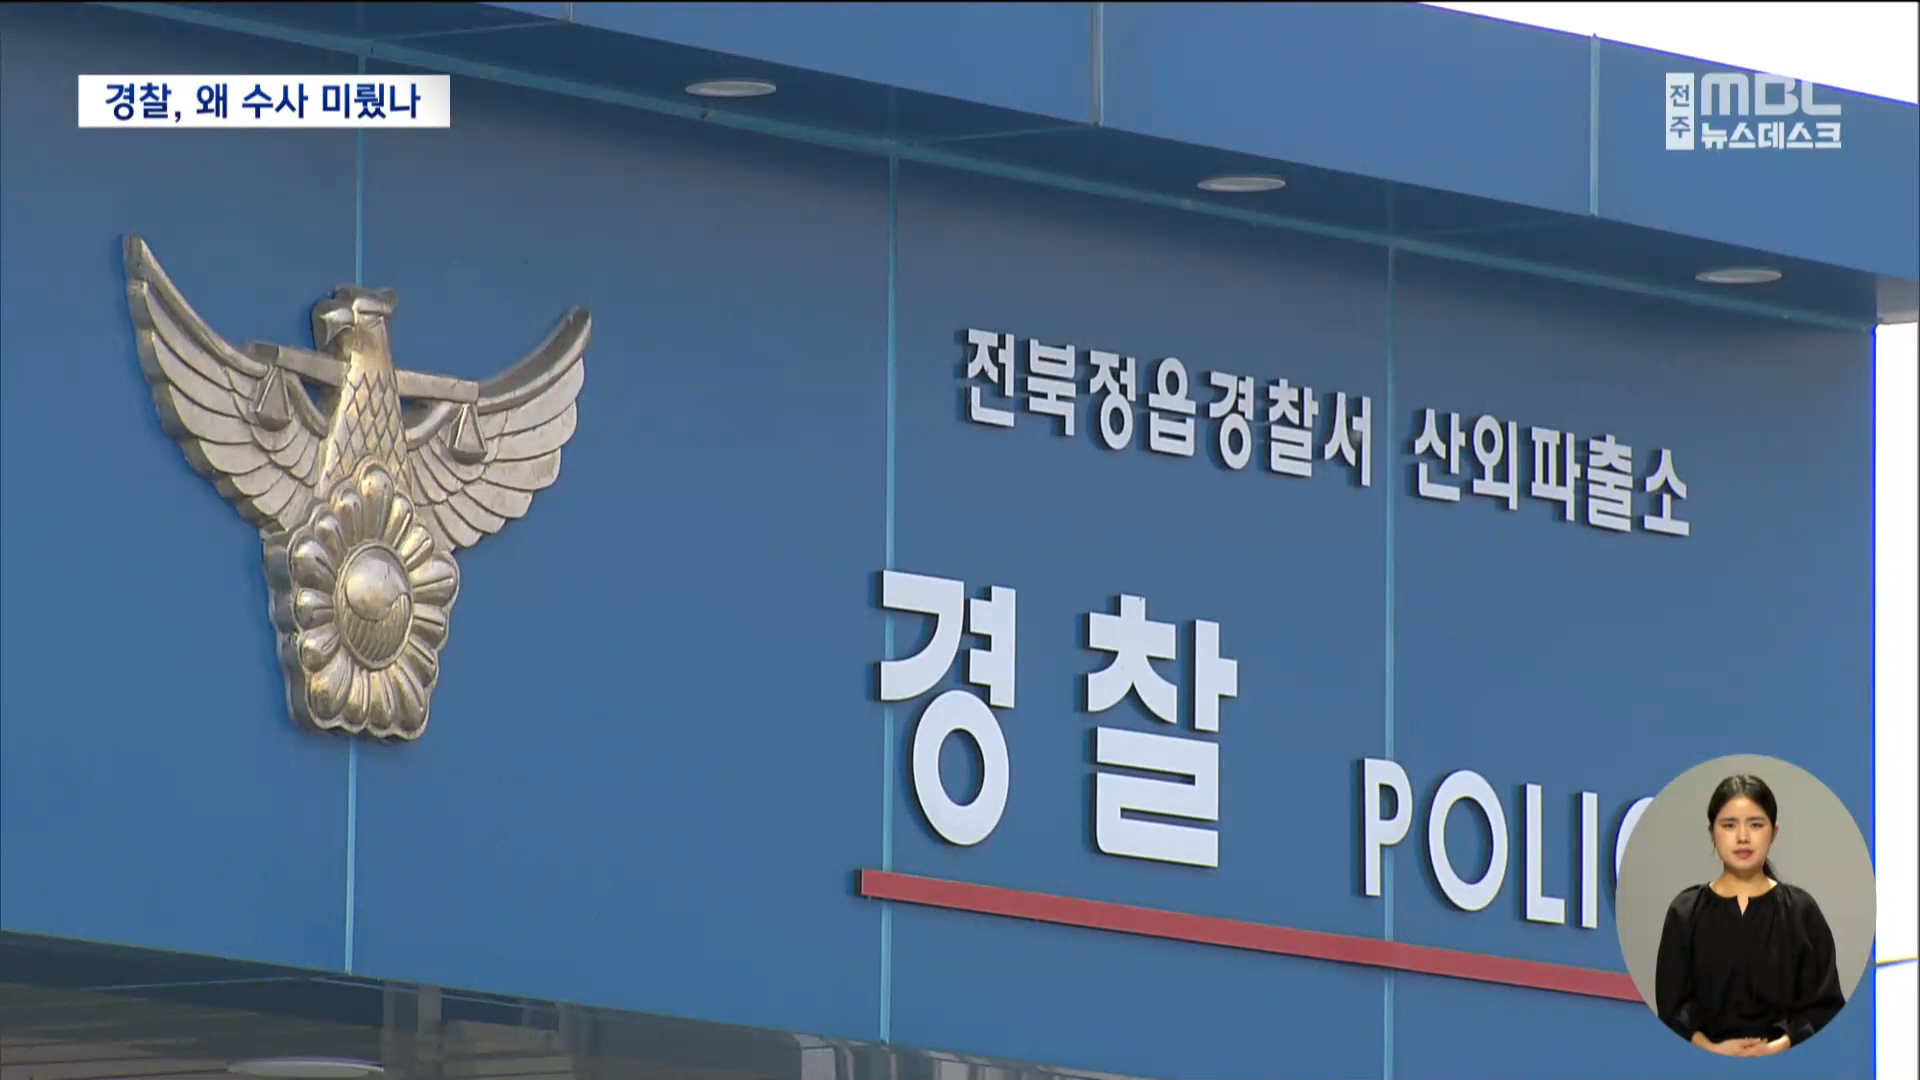 경찰, 왜 수사 미뤘나
전주
MBC
뉴스데스크
전북정읍경찰서 산외파출소
경찰 POLIC